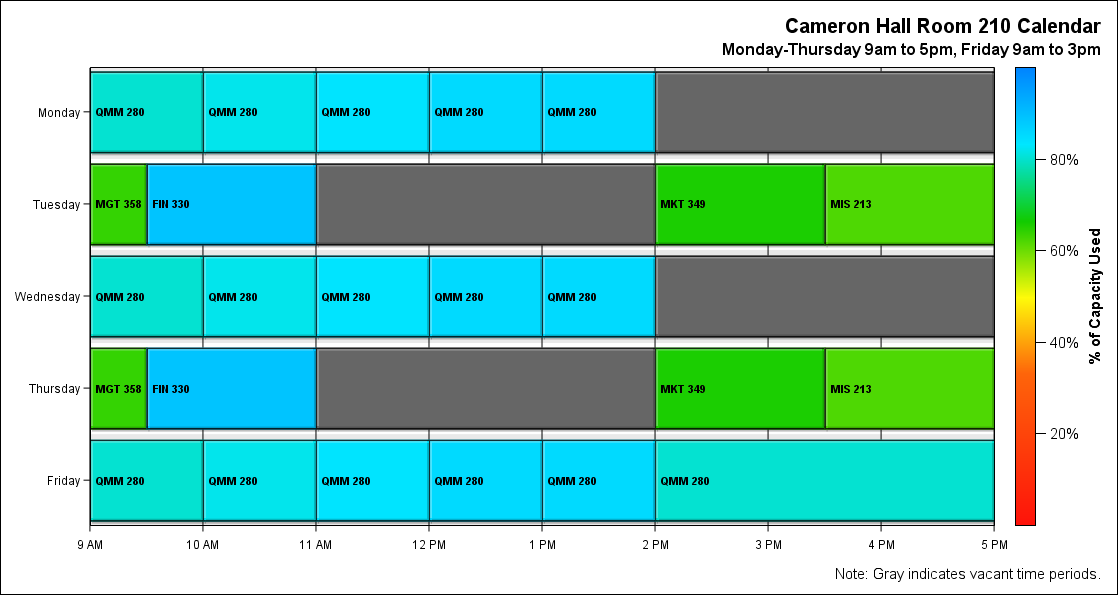 Cameron Hall Room 210 Calendar
Monday-Thursday 9am to 5pm, Friday 9am to 3pm
Monday
QMM 280 QMM 280 QMM 280 QMM 280 QMM 280
Tuesday
MGT 358 FIN 330 MKT 349 MIS 213
Wednesday
QMM 280 QMM 280 QMM 280 QMM 280 QMM 280
Thursday
MGT 358 FIN 330 MKT 349 MIS 213
Friday
QMM 280 QMM 280 QMM 280 QMM 280 QMM 280 QMM 280
9 AM 10 AM 11 AM 12 PM 1 PM 2 PM 3 PM 4 PM 5 PM
80%
60%
40%
20%
% of Capacity Used
Note: Gray indicates vacant time periods.